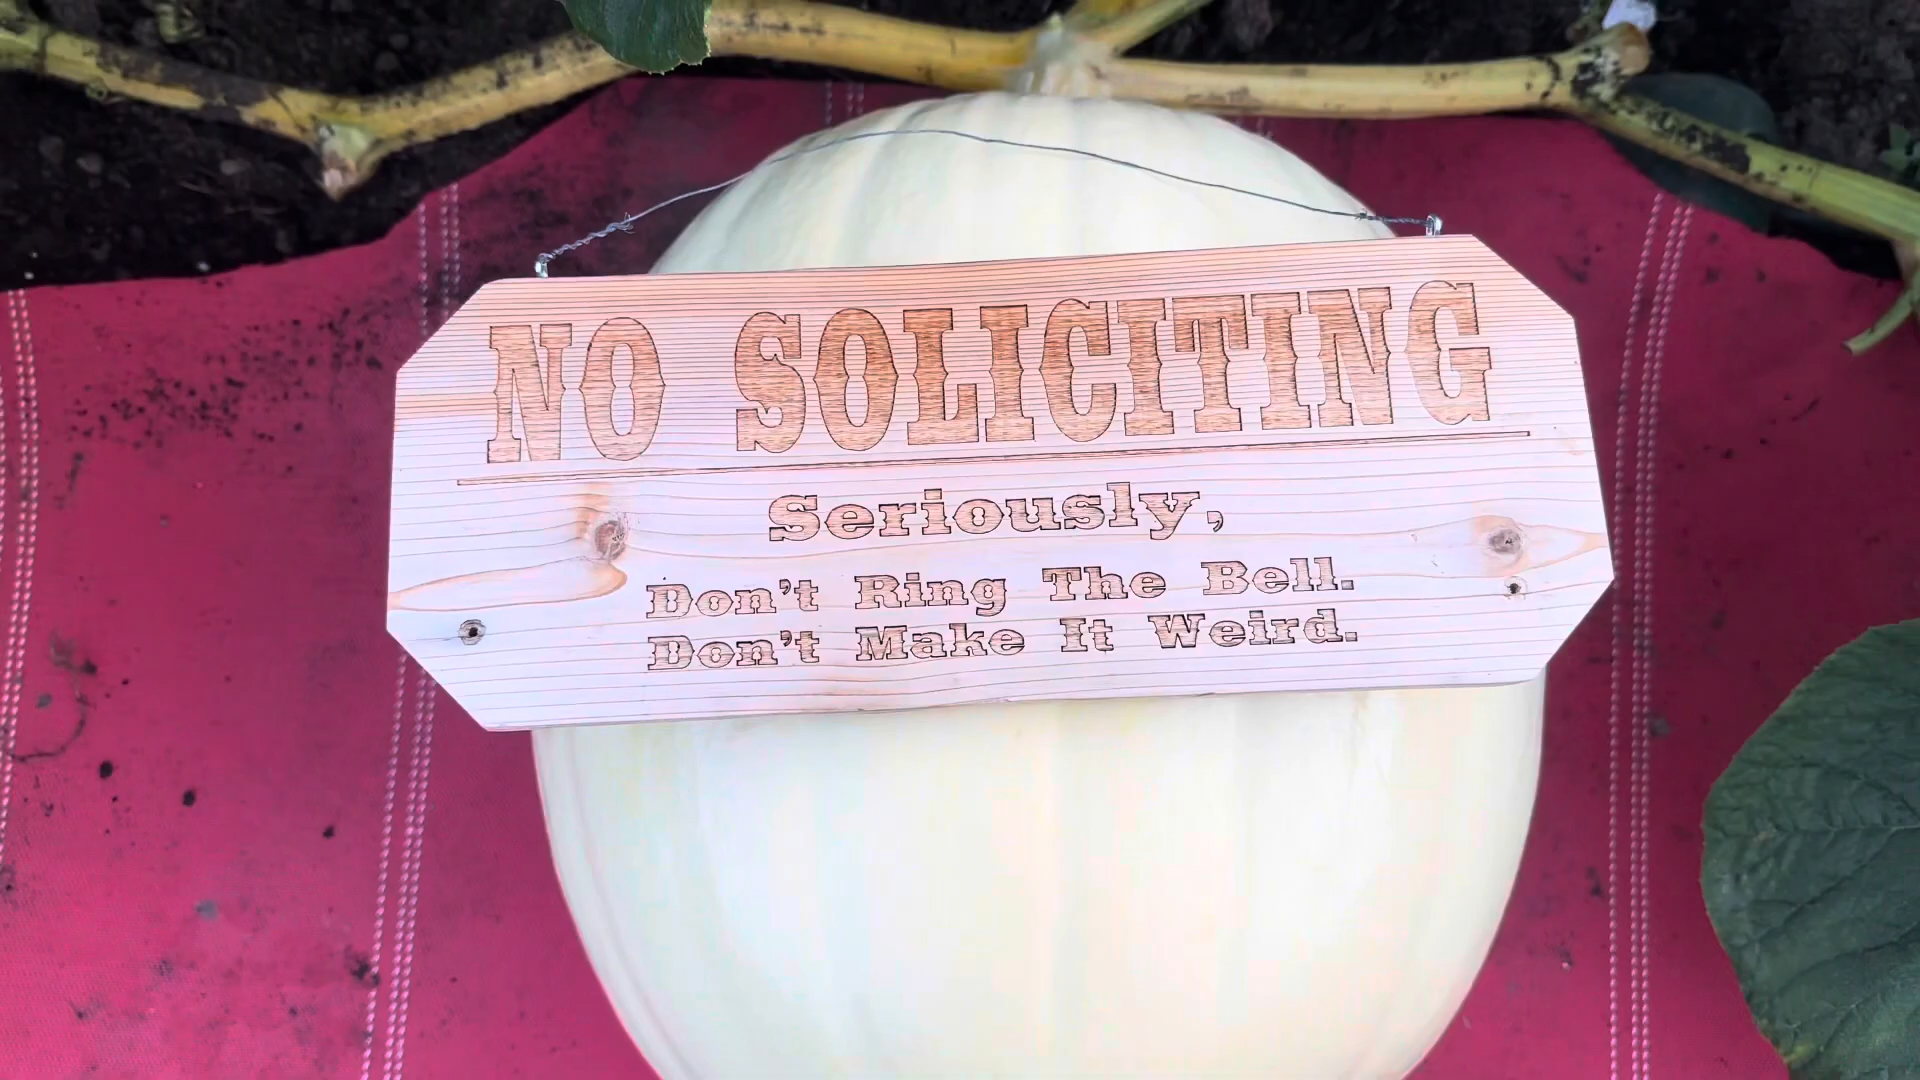 NO SOLICITING
Seriously,
Don't Ring The Bell.
Don't Make It Weird.